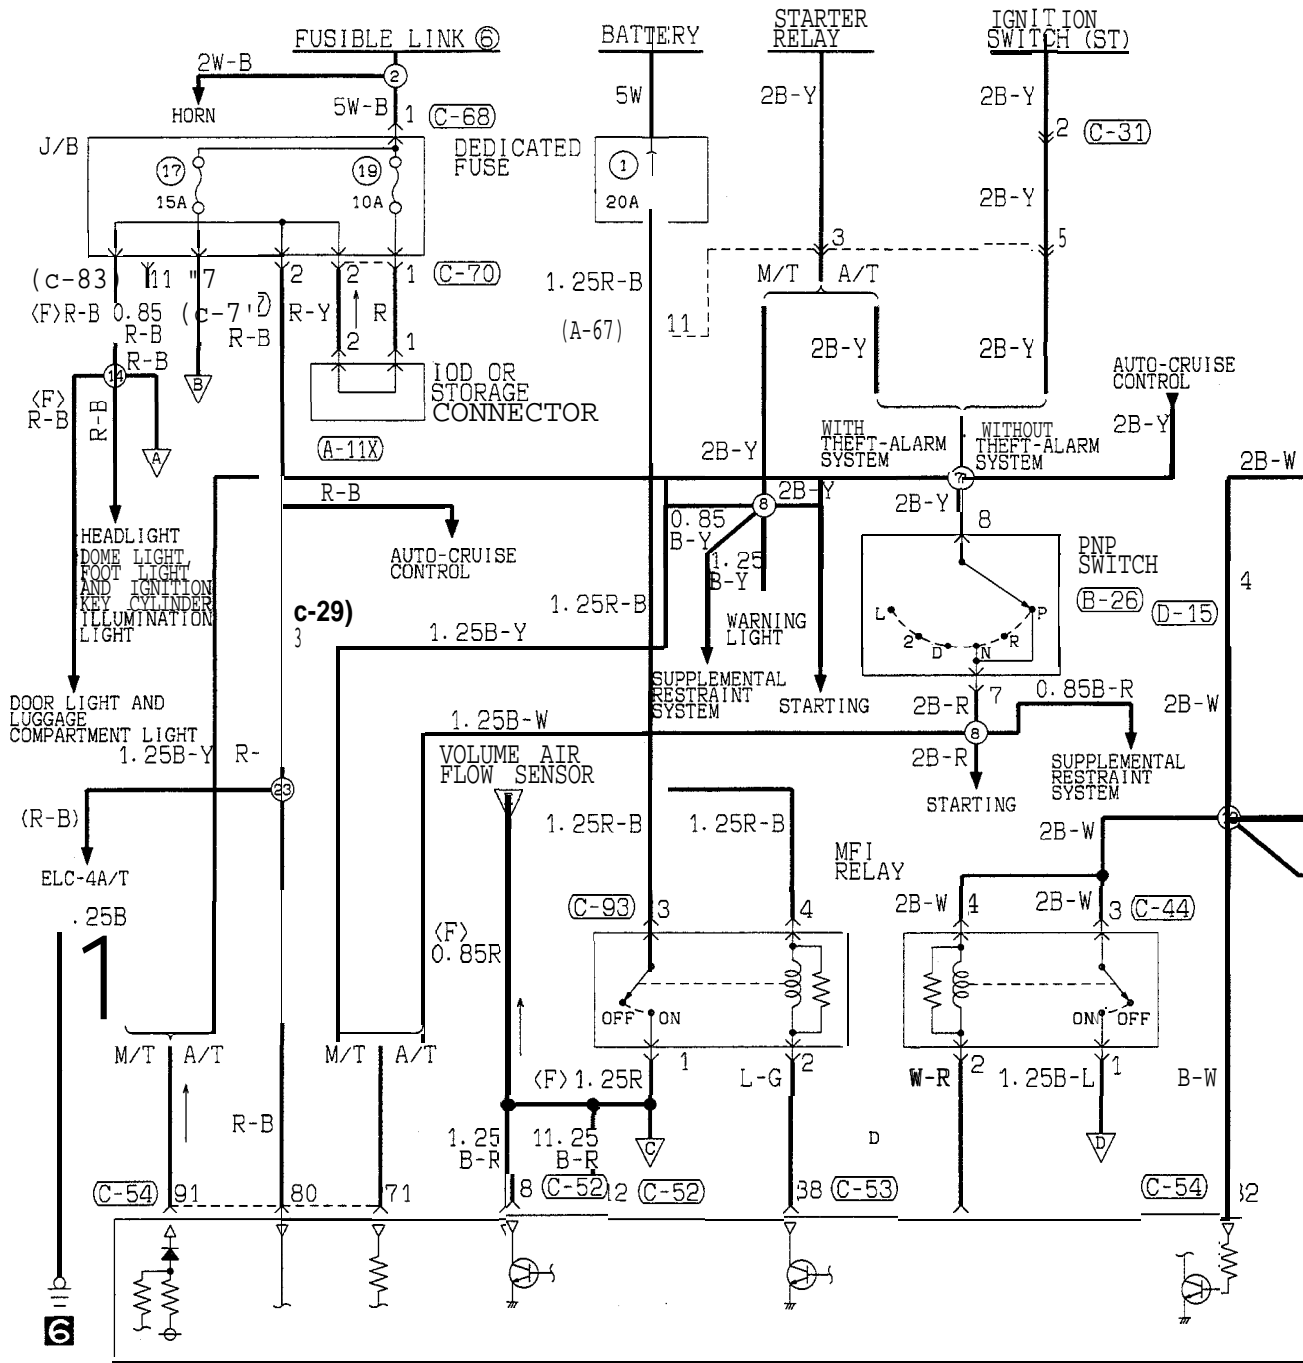 FUSIBLE LINK ⑥
BATTERY
STARTER
RELAY
IGNITION
SWITCH (ST)
2W-B
2
HORN
5W-B
1
C-68
5W
2B-Y
2B-Y
2
C-31
J/B
DEDICATED
FUSE
17
15A
19
10A
1
20A
2B-Y
3
5
(c-83
11
"7
2
2
1
C-70
1.25R-B
M/T
A/T
〈F〉R-B
0.85
R-B
(c-7'
R-B
R-Y
R
(A-67)
11
2
1
2B-Y
2B-Y
14
R-B
B
IOD OR
STORAGE
CONNECTOR
AUTO-CRUISE
CONTROL
〈F〉
R-B
R-B
A
A-11X
2B-Y
WITH
THEFT-ALARM
SYSTEM
WITHOUT
THEFT-ALARM
SYSTEM
2B-Y
2B-W
R-B
2B-Y
8
2B-Y
8
HEADLIGHT
DOME LIGHT,
FOOT LIGHT
AND IGNITION
KEY CYLINDER
ILLUMINATION
LIGHT
AUTO-CRUISE
CONTROL
0.85
B-Y
1.25
B-Y
PNP
SWITCH
B-26
D-15
4
c-29)
3
1.25R-B
1.25B-Y
WARNING
LIGHT
L
2
D
N
R
P
SUPPLEMENTAL
RESTRAINT
SYSTEM
STARTING
7
2B-R
0.85B-R
2B-W
DOOR LIGHT AND
LUGGAGE
COMPARTMENT LIGHT
1.25B-W
8
1.25B-Y
R-
VOLUME AIR
FLOW SENSOR
2B-R
STARTING
SUPPLEMENTAL
RESTRAINT
SYSTEM
23
(R-B)
1.25R-B
1.25R-B
2B-W
ELC-4A/T
MFI
RELAY
.25B
1
C-93
3
4
2B-W
4
2B-W
3
C-44
〈F〉
0.85R
OFF
ON
ON
OFF
M/T
A/T
M/T
A/T
1
2
2
1
〈F〉1.25R
L-G
W-R
1.25B-L
B-W
R-B
1.25
B-R
11.25
B-R
C
D
D
C-54
91
80
71
8
C-52
12
C-52
38
C-53
C-54
32
6